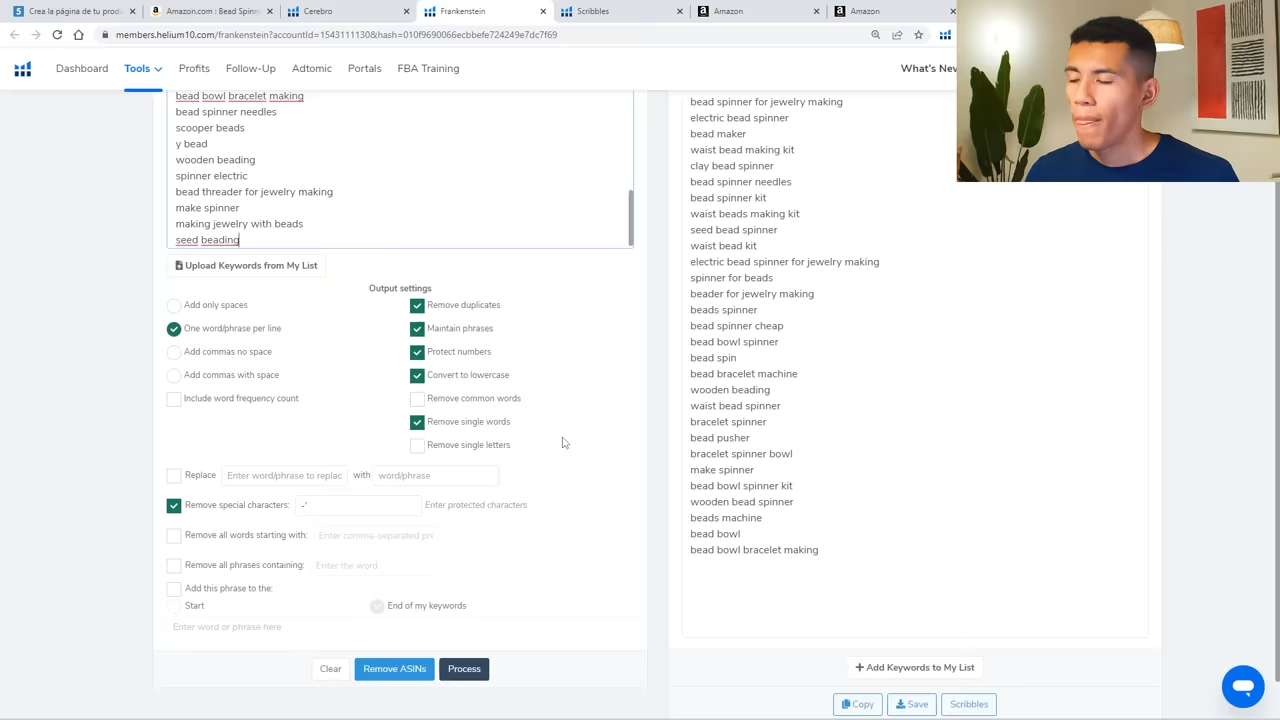 Crea la página de tu produ
Amazon.com : Bead Spinner
Cerebro
Frankenstein
Scribbles
Amazon
Amazon
members.helium10.com/frankenstein?accountId=1543111130&hash=010f9690066ecbbefe724249e7dc7f69
Dashboard
Tools
Profits
Follow-Up
Adtomic
Portals
FBA Training
What's New
bead bowl bracelet making
bead spinner needles
scooper beads
y bead
wooden beading
spinner electric
bead threader for jewelry making
make spinner
making jewelry with beads
seed beading
Upload Keywords from My List
Output settings
Add only spaces
Remove duplicates
One word/phrase per line
Maintain phrases
Add commas no space
Protect numbers
Add commas with space
Convert to lowercase
Include word frequency count
Remove common words
Remove single words
Remove single letters
Replace
Enter word/phrase to replac
with
word/phrase
Remove special characters:
-'
Enter protected characters
Remove all words starting with:
Enter comma-separated pre
Remove all phrases containing:
Enter the word
Add this phrase to the:
Start
End of my keywords
Enter word or phrase here
Clear
Remove ASINs
Process
bead spinner for jewelry making
electric bead spinner
bead maker
waist bead making kit
clay bead spinner
bead spinner needles
bead spinner kit
waist beads making kit
seed bead spinner
waist bead kit
electric bead spinner for jewelry making
spinner for beads
beader for jewelry making
beads spinner
bead spinner cheap
bead bowl spinner
bead spin
bead bracelet machine
wooden beading
waist bead spinner
bracelet spinner
bead pusher
bracelet spinner bowl
make spinner
bead bowl spinner kit
wooden bead spinner
beads machine
bead bowl
bead bowl bracelet making
Add Keywords to My List
Copy
Save
Scribbles